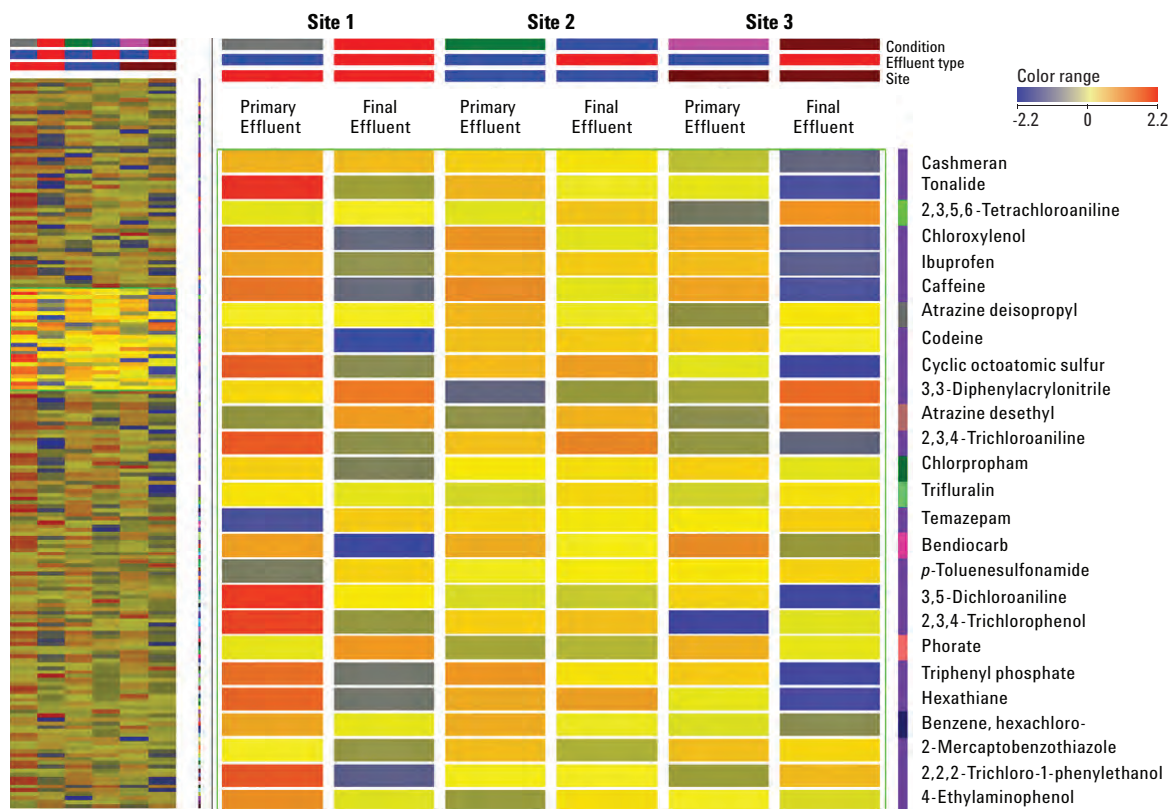 Site 1 Site 2 Site 3
Condition
Effluent type
Site
Color range
-2.2 0 2.2
Primary Effluent
Final Effluent
Primary Effluent
Final Effluent
Primary Effluent
Final Effluent
Cashmeran
Tonalide
2,3,5,6-Tetrachloroaniline
Chloroxylenol
Ibuprofen
Caffeine
Atrazine deisopropyl
Codeine
Cyclic octoatomic sulfur
3,3-Diphenylacrylonitrile
Atrazine desethyl
2,3,4-Trichloroaniline
Chlorpropham
Trifluralin
Temazepam
Bendiocarb
p-Toluenesulfonamide
3,5-Dichloroaniline
2,3,4-Trichlorophenol
Phorate
Triphenyl phosphate
Hexathiane
Benzene, hexachloro-
2-Mercaptobenzothiazole
2,2,2-Trichloro-1-phenylethanol
4-Ethylaminophenol